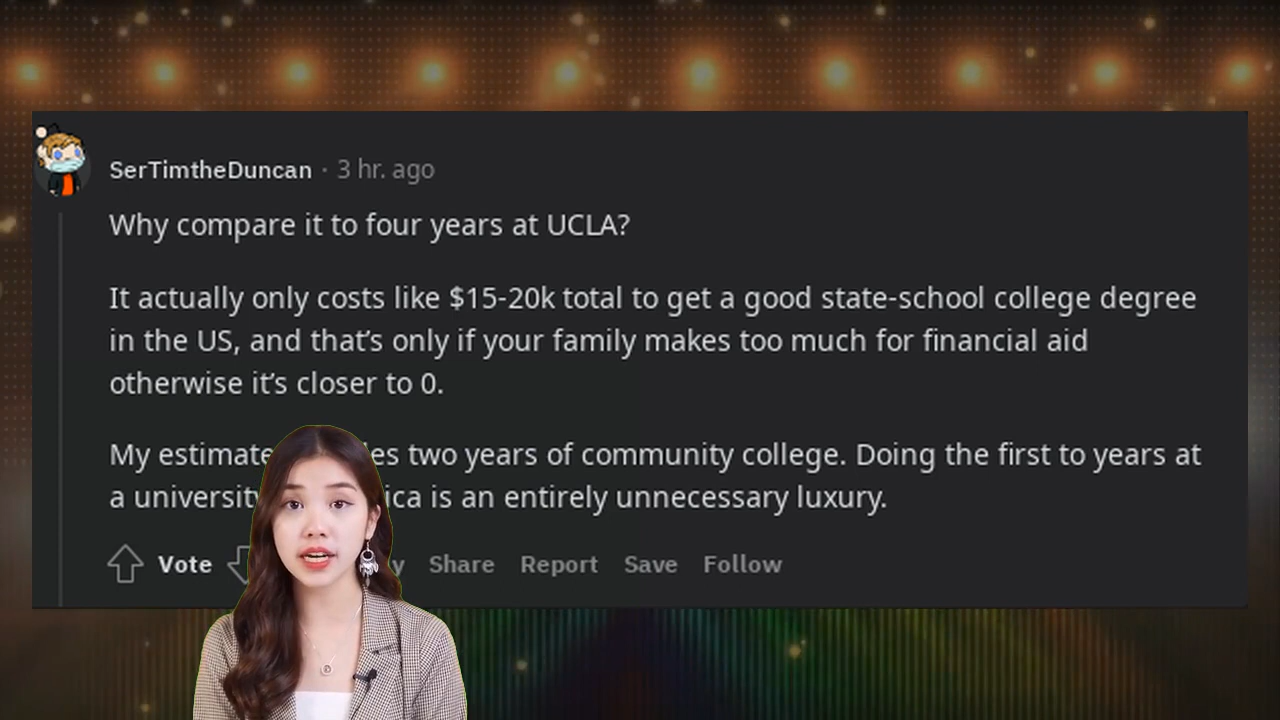 SerTimtheDuncan · 3 hr. ago
Why compare it to four years at UCLA?
It actually only costs like $15-20k total to get a good state-school college degree
in the US, and that's only if your family makes too much for financial aid
otherwise it's closer to 0.
My estimate es two years of community college. Doing the first to years at
a university ica is an entirely unnecessary luxury.
Vote y Share Report Save Follow